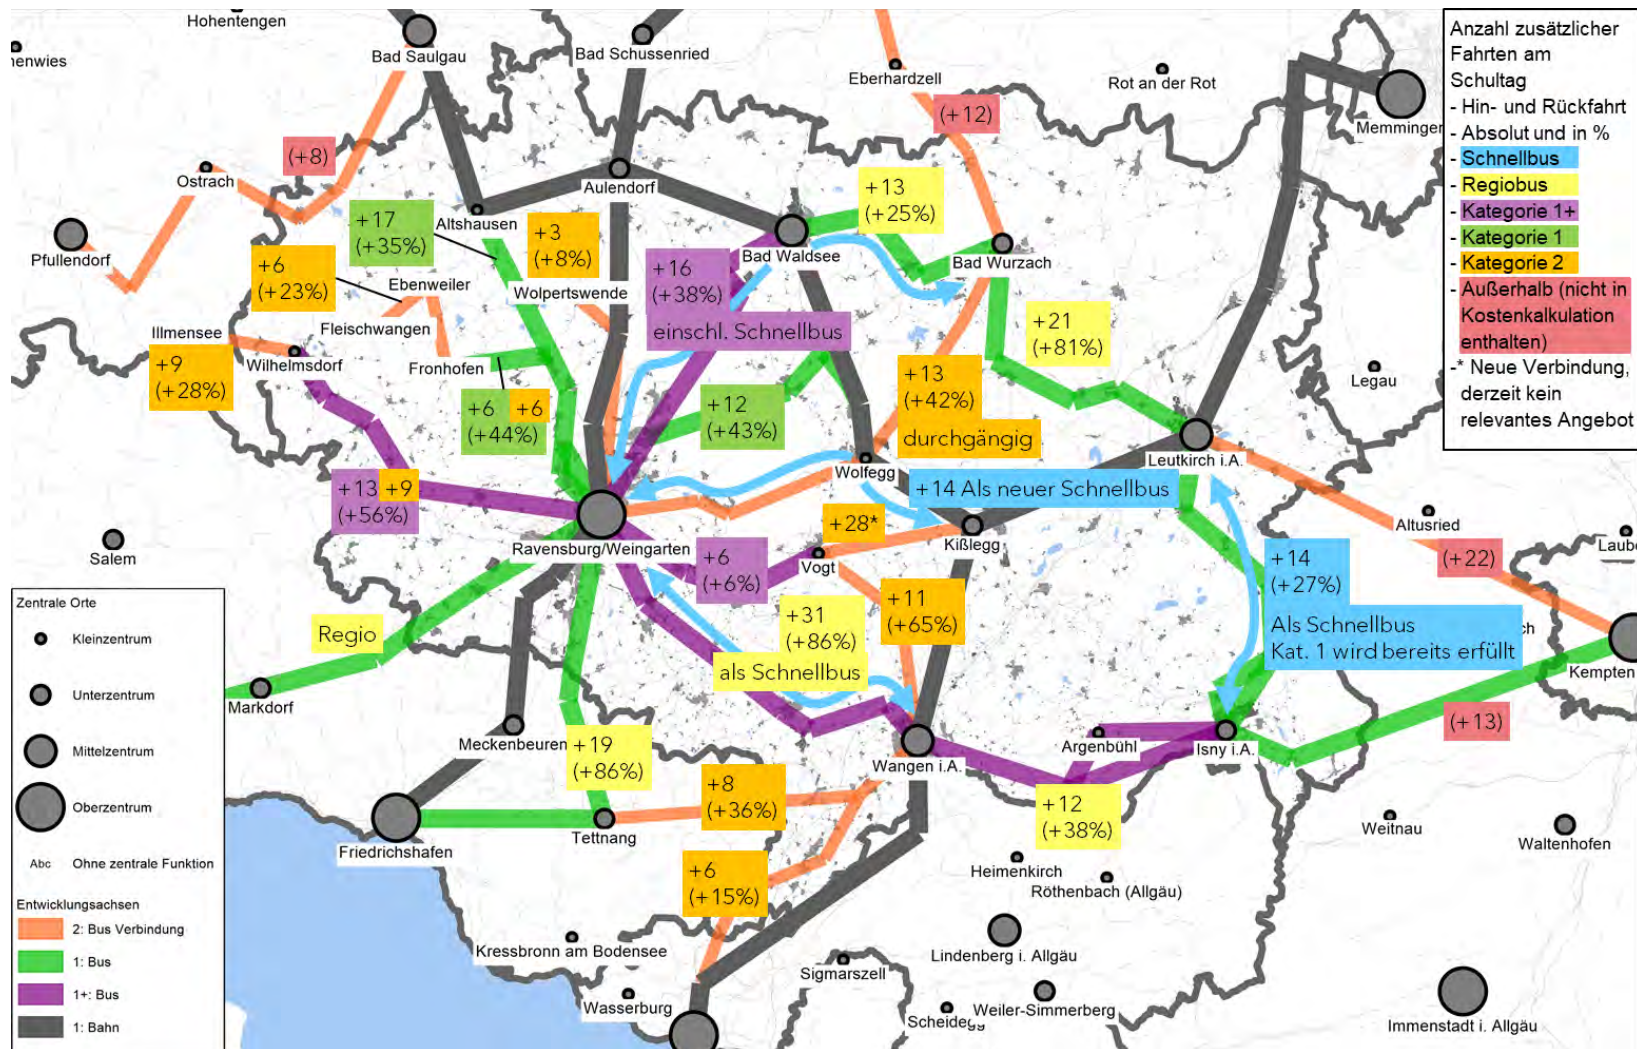 Hohentengen
Bad Saulgau
Bad Schussenried
Eberhardzell
Rot an der Rot
Memmingen
Ostrach
Pfullendorf
(+8)
(+12)
Altshausen
Aulendorf
Bad Waldsee
Bad Wurzach
+17
(+35%)
+3
(+8%)
+13
(+25%)
+6
(+23%)
Ebenweiler
Wolpertswende
+16
(+38%)
einschl. Schnellbus
Illmensee
Fleischwangen
Wilhelmsdorf
Fronhofen
+9
(+28%)
+6 +6
(+44%)
+12
(+43%)
+13
(+42%)
durchgängig
+21
(+81%)
Legau
Leutkirch i.A.
Wolfegg
+14 Als neuer Schnellbus
+13 +9
(+56%)
Ravensburg/Weingarten
+28*
Kißlegg
Vogt
Altusried
(+22)
Salem
+6
(+6%)
+14
(+27%)
Als Schnellbus
Kat. 1 wird bereits erfüllt
+31
(+86%)
als Schnellbus
+11
(+65%)
Regio
Markdorf
Meckenbeuren
Kempten
(+13)
+19
(+86%)
Wangen i.A.
Argenbühl
Isny i.A.
+8
(+36%)
+12
(+38%)
Friedrichshafen
Tettnang
+6
(+15%)
Weitnau
Waltenhofen
Heimenkirch
Röthenbach (Allgäu)
Kressbronn am Bodensee
Lindenberg i. Allgäu
Sigmarszell
Wasserburg
Scheidegg
Weiler-Simmerberg
Immenstadt i. Allgäu
Anzahl zusätzlicher
Fahrten am
Schultag
- Hin- und Rückfahrt
- Absolut und in %
- Schnellbus
- Regiobus
- Kategorie 1+
- Kategorie 1
- Kategorie 2
- Außerhalb (nicht in
Kostenkalkulation
enthalten)
-* Neue Verbindung,
derzeit kein
relevantes Angebot
Zentrale Orte
Kleinzentrum
Unterzentrum
Mittelzentrum
Oberzentrum
Abc Ohne zentrale Funktion
Entwicklungsachsen
2: Bus Verbindung
1: Bus
1+: Bus
1: Bahn